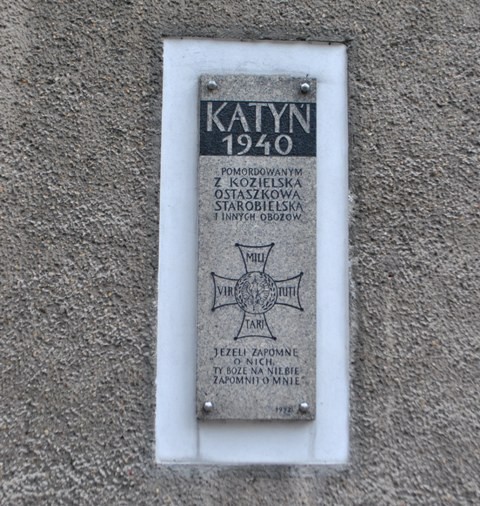 KATYŃ
1940
POMORDOWANYM
Z KOZIELSKA
OSTASZKOWA
STAROBIELSKA
I INNYCH OBOZÓW
MILI
VIR TUTI
TARI
"JEŻELI ZAPOMNĘ
O NICH,
TY BOŻE NA NIEBIE
ZAPOMNIJ O MNIE"